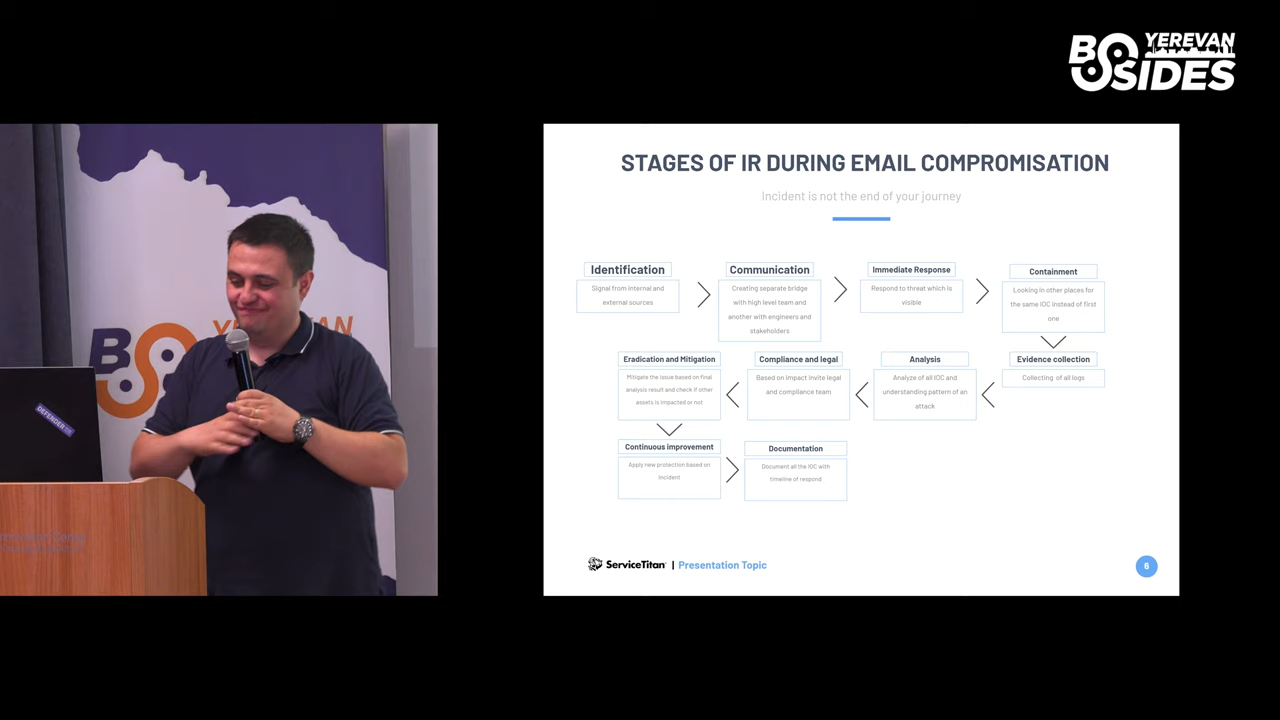 YEREVAN
BSIDES
STAGES OF IR DURING EMAIL COMPROMISATION
Incident is not the end of your journey
Identification
Signal from internal and
external sources
Communication
Creating separate bridge
with high level team and
another with engineers and
stakeholders
Immediate Response
Respond to threat which is
visible
Containment
Looking in other places for
the same IOC instead of first
one
Evidence collection
Collecting of all logs
Analysis
Analyze of all IOC and
understanding pattern of an
attack
Compliance and legal
Based on impact invite legal
and compliance team
Eradication and Mitigation
Mitigate the issue based on final
analysis result and check if other
assets is impacted or not
Continuous improvement
Apply new protection based on
Incident
Documentation
Document all the IOC with
timeline of respond
ServiceTitan | Presentation Topic
6
DEFENDER